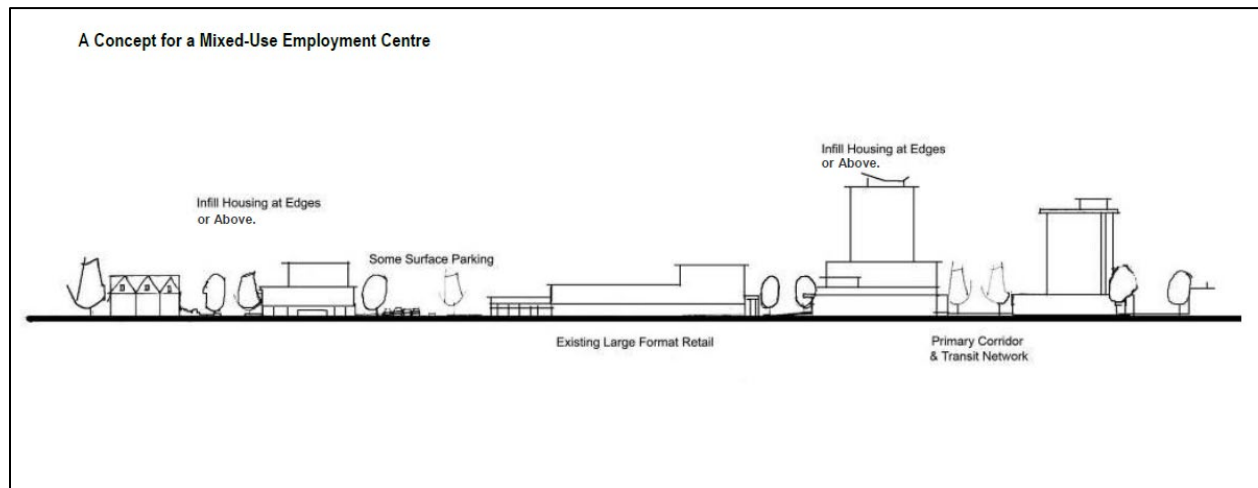 A Concept for a Mixed-Use Employment Centre
Infill Housing at Edges
or Above.
Infill Housing at Edges
or Above.
Some Surface Parking
Existing Large Format Retail
Primary Corridor
& Transit Network